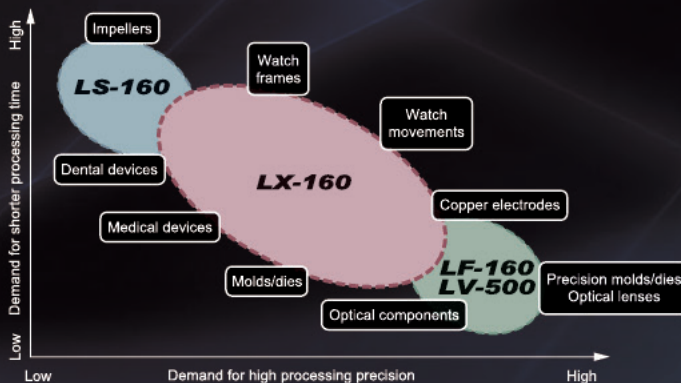 High
Demand for shorter processing time
Low
Impellers
LS-160
Watch
frames
Watch
movements
Dental devices
LX-160
Copper electrodes
Medical devices
LF-160
LV-500
Molds/dies
Precision molds/dies
Optical lenses
Optical components
Low
Demand for high processing precision
High